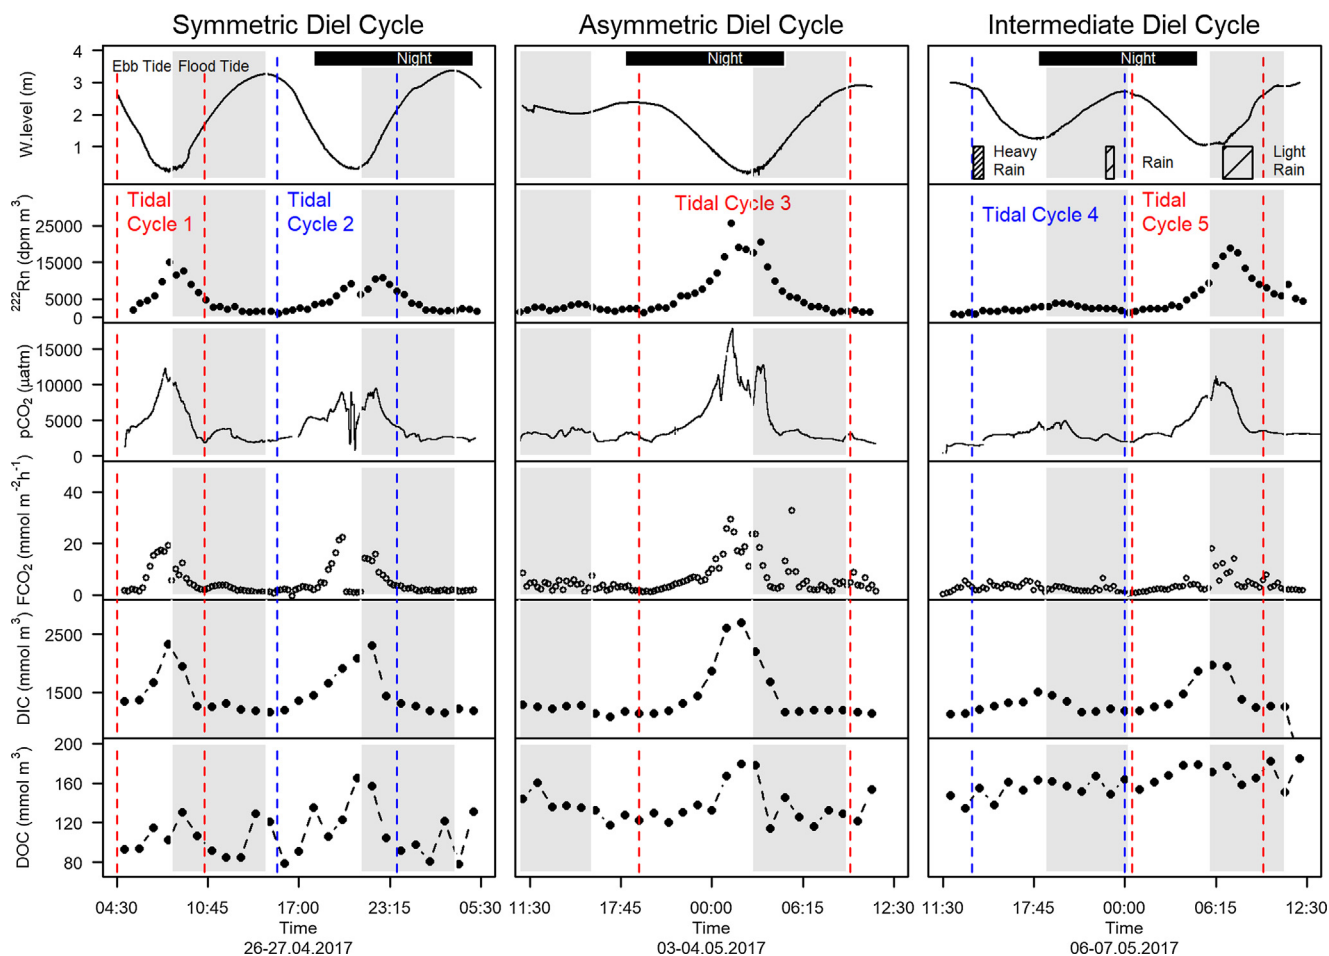 Symmetric Diel Cycle
Asymmetric Diel Cycle
Intermediate Diel Cycle
W.level (m)
4
3
2
1
Ebb Tide
Flood Tide
Night
Night
Night
Heavy
Rain
Rain
Light
Rain
²²²Rn (dpm m³)
25000
15000
5000
0
Tidal
Cycle 1
Tidal
Cycle 2
Tidal Cycle 3
Tidal Cycle 4
Tidal
Cycle 5
pCO₂ (µatm)
15000
10000
5000
0
FCO₂ (mmol m⁻²h¹)
40
20
0
DIC (mmol m³)
2500
1500
DOC (mmol m³)
200
160
120
80
04:30
10:45
17:00
23:15
05:30
Time
26-27.04.2017
11:30
17:45
00:00
06:15
12:30
Time
03-04.05.2017
11:30
17:45
00:00
06:15
12:30
Time
06-07.05.2017